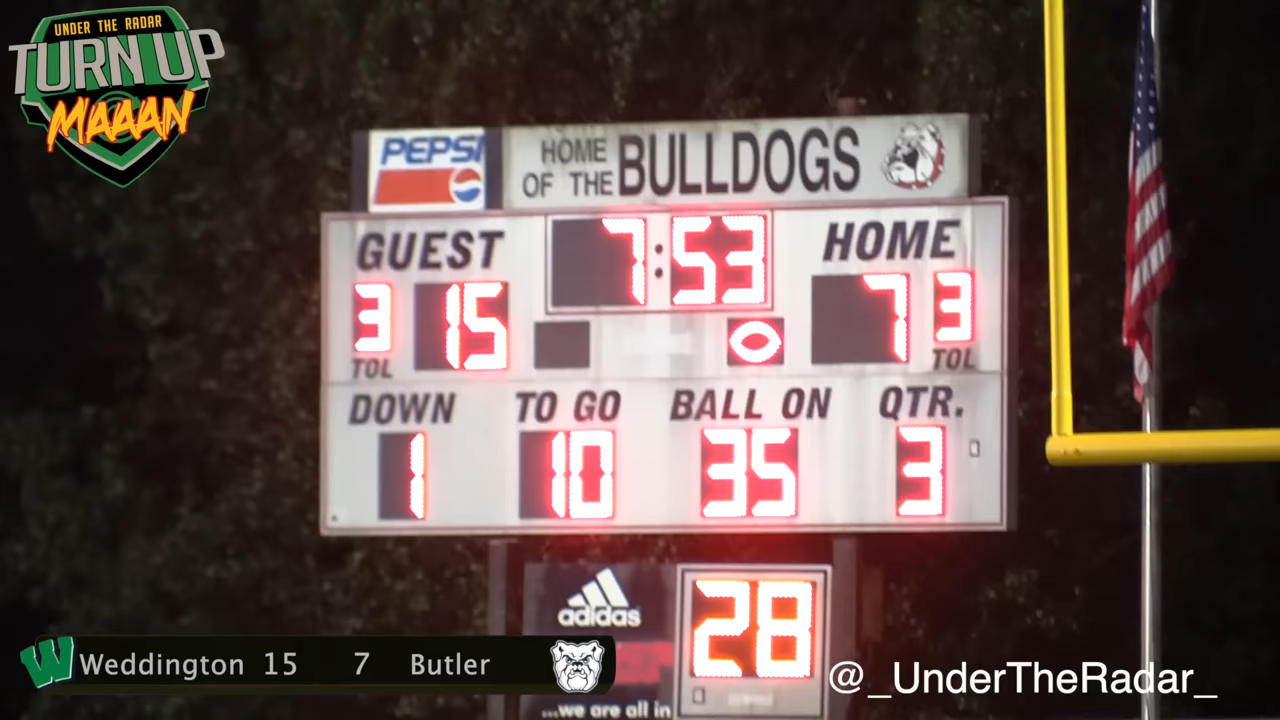 UNDER THE RADAR
TURN UP
MAAAN
PEPSI
HOME
OF THE BULLDOGS
GUEST 7:53 HOME
3 15 7 3
TOL TOL
DOWN TO GO BALL ON QTR.
1 10 35 3
adidas
28
...we are all in
W Weddington 15 7 Butler
@_UnderTheRadar_